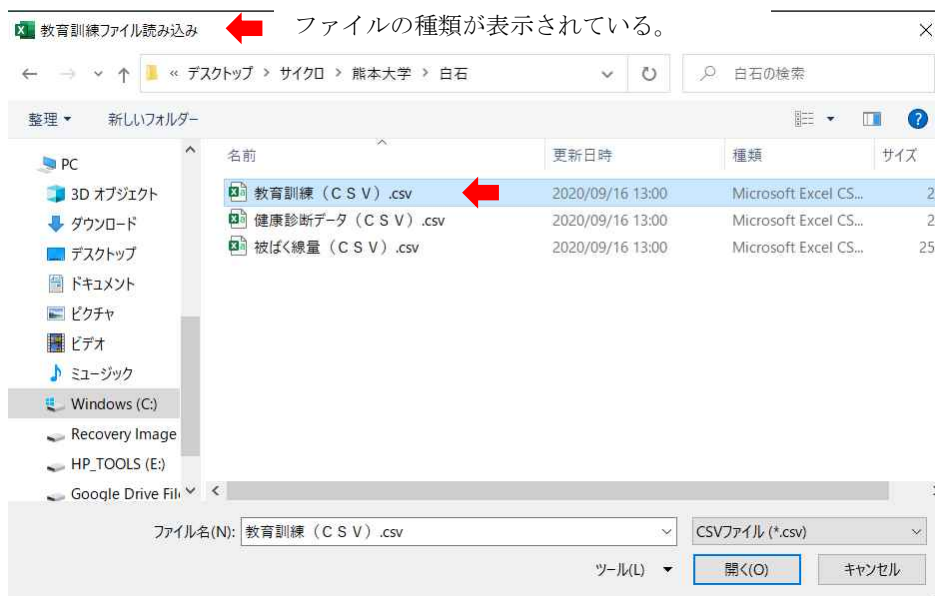 教育訓練ファイル読み込み
ファイルの種類が表示されている。
« デスクトップ > サイクロ > 熊本大学 > 白石
白石の検索
整理
新しいフォルダー
名前 更新日時 種類 サイズ
PC
3D オブジェクト
ダウンロード
デスクトップ
ドキュメント
ピクチャ
ビデオ
ミュージック
Windows (C:)
Recovery Image
HP_TOOLS (E:)
Google Drive File
教育訓練(CSV).csv 2020/09/16 13:00 Microsoft Excel CS... 2
健康診断データ(CSV).csv 2020/09/16 13:00 Microsoft Excel CS... 2
被ばく線量(CSV).csv 2020/09/16 13:00 Microsoft Excel CS... 25
ファイル名(N): 教育訓練(CSV).csv
CSVファイル (*.csv)
ツール(L)
開く(O)
キャンセル